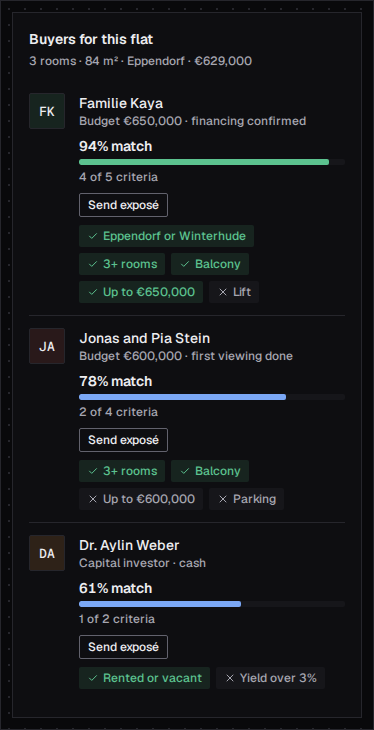 Buyers for this flat
3 rooms · 84 m² · Eppendorf · €629,000
FK
Familie Kaya
Budget €650,000 · financing confirmed
94% match
4 of 5 criteria
Send exposé
Eppendorf or Winterhude
3+ rooms Balcony
Up to €650,000 Lift
JA
Jonas and Pia Stein
Budget €600,000 · first viewing done
78% match
2 of 4 criteria
Send exposé
3+ rooms Balcony
Up to €600,000 Parking
DA
Dr. Aylin Weber
Capital investor · cash
61% match
1 of 2 criteria
Send exposé
Rented or vacant Yield over 3%